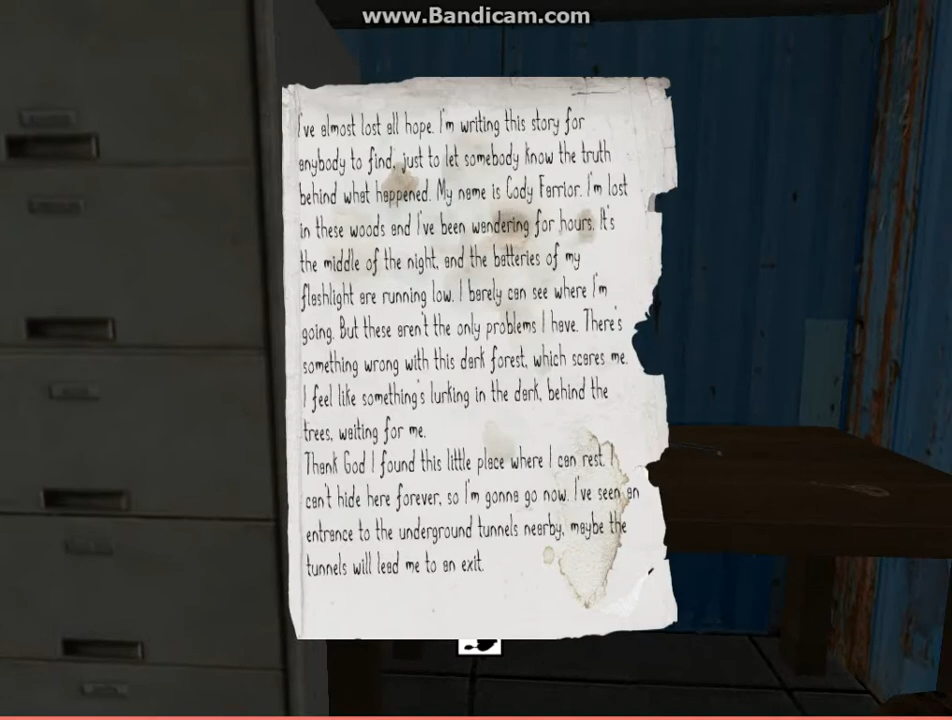 www.Bandicam.com
I've almost lost all hope. I'm writing this story for
anybody to find, just to let somebody know the truth
behind what happened. My name is Cody Farrior. I'm lost
in these woods and I've been wandering for hours. It's
the middle of the night, and the batteries of my
flashlight are running low. I barely can see where I'm
going. But these aren't the only problems I have. There's
something wrong with this dark forest, which scares me.
I feel like something's lurking in the dark, behind the
trees, waiting for me.
Thank God I found this little place where I can rest. I
can't hide here forever, so I'm gonna go now. I've seen an
entrance to the underground tunnels nearby, maybe the
tunnels will lead me to an exit.